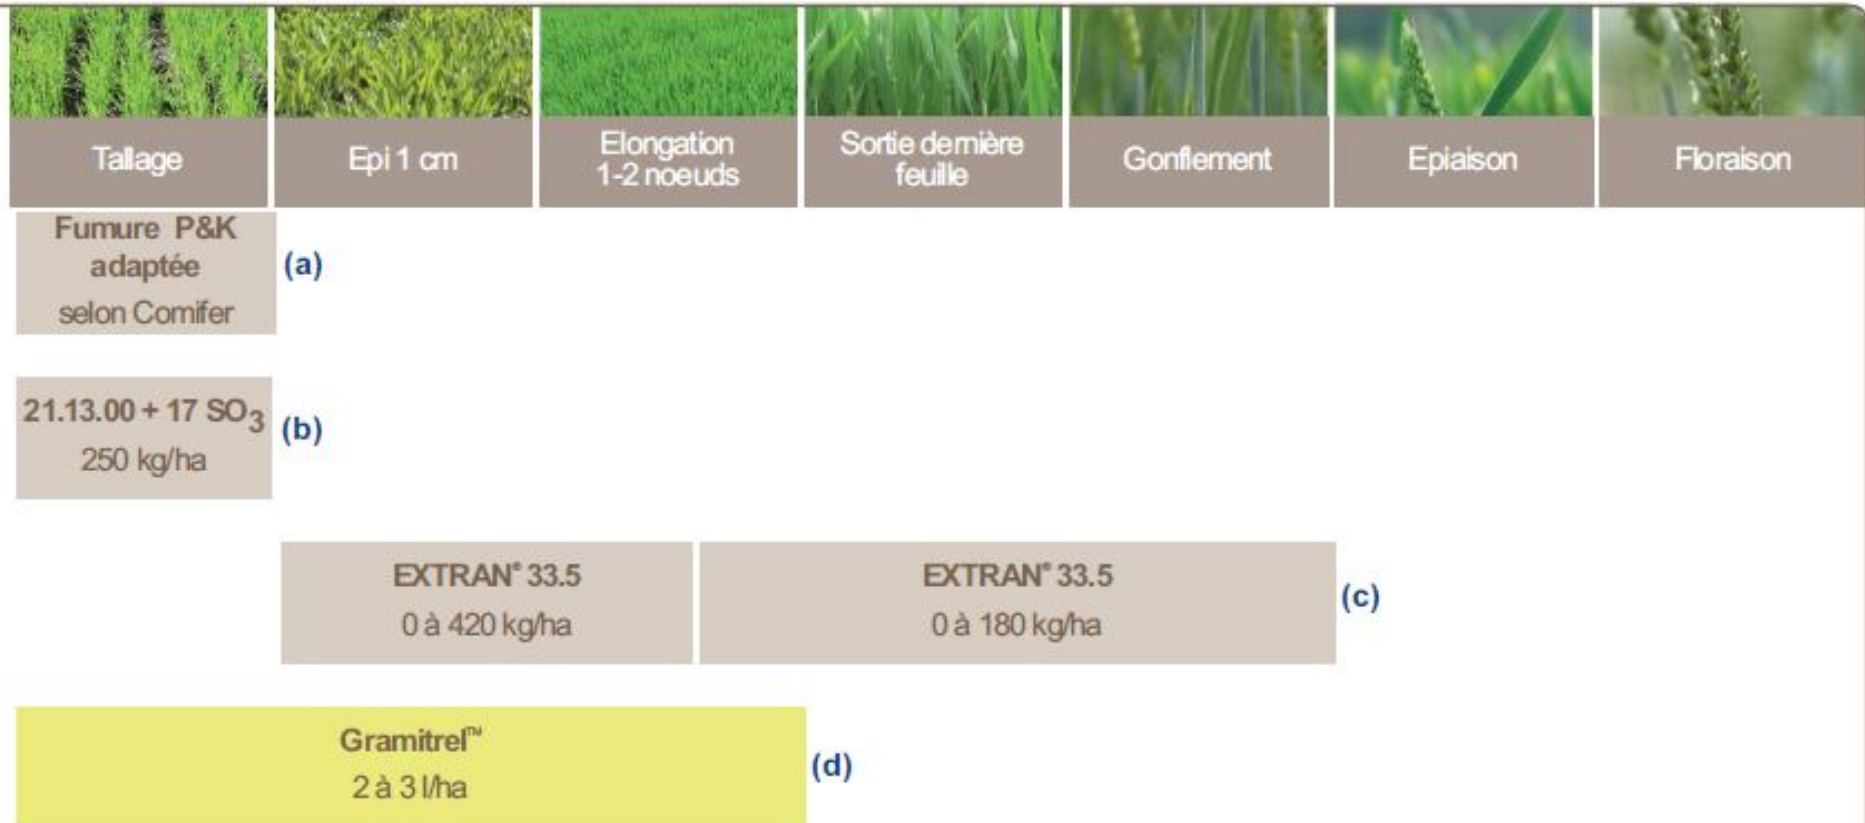 Tallage
Epi 1 cm
Elongation
1-2 noeuds
Sortie dernière
feuille
Gonflement
Epiaison
Floraison
Fumure P&K
adaptée
selon Comifer
(a)
21.13.00 + 17 SO3
250 kg/ha
(b)
EXTRAN® 33.5
0 à 420 kg/ha
EXTRAN® 33.5
0 à 180 kg/ha
(c)
Gramitrel™
2 à 3 l/ha
(d)